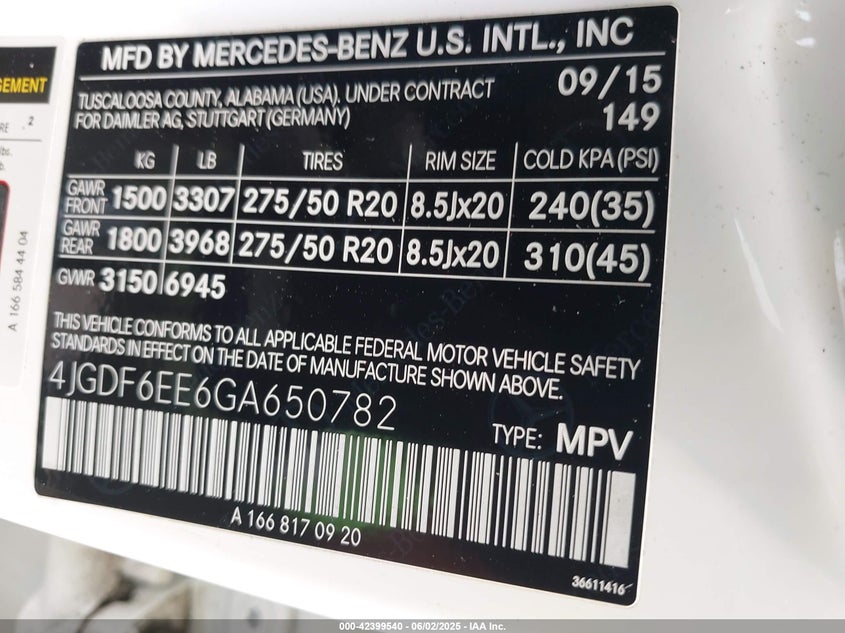 MFD BY MERCEDES-BENZ U.S. INTL., INC
TUSCALOOSA COUNTY, ALABAMA (USA). UNDER CONTRACT
FOR DAIMLER AG, STUTTGART (GERMANY)
09/15
149
KG LB TIRES RIM SIZE COLD KPA (PSI)
GAWR FRONT 1500 3307 275/50 R20 8.5Jx20 240(35)
GAWR REAR 1800 3968 275/50 R20 8.5Jx20 310(45)
GVWR 3150 6945
THIS VEHICLE CONFORMS TO ALL APPLICABLE FEDERAL MOTOR VEHICLE SAFETY
STANDARDS IN EFFECT ON THE DATE OF MANUFACTURE SHOWN ABOVE.
4JGDF6EE6GA650782
TYPE: MPV
A 166 817 09 20
36611416
A 166 584 44 04
2
000-42399540 - 06/02/2025 - IAA Inc.